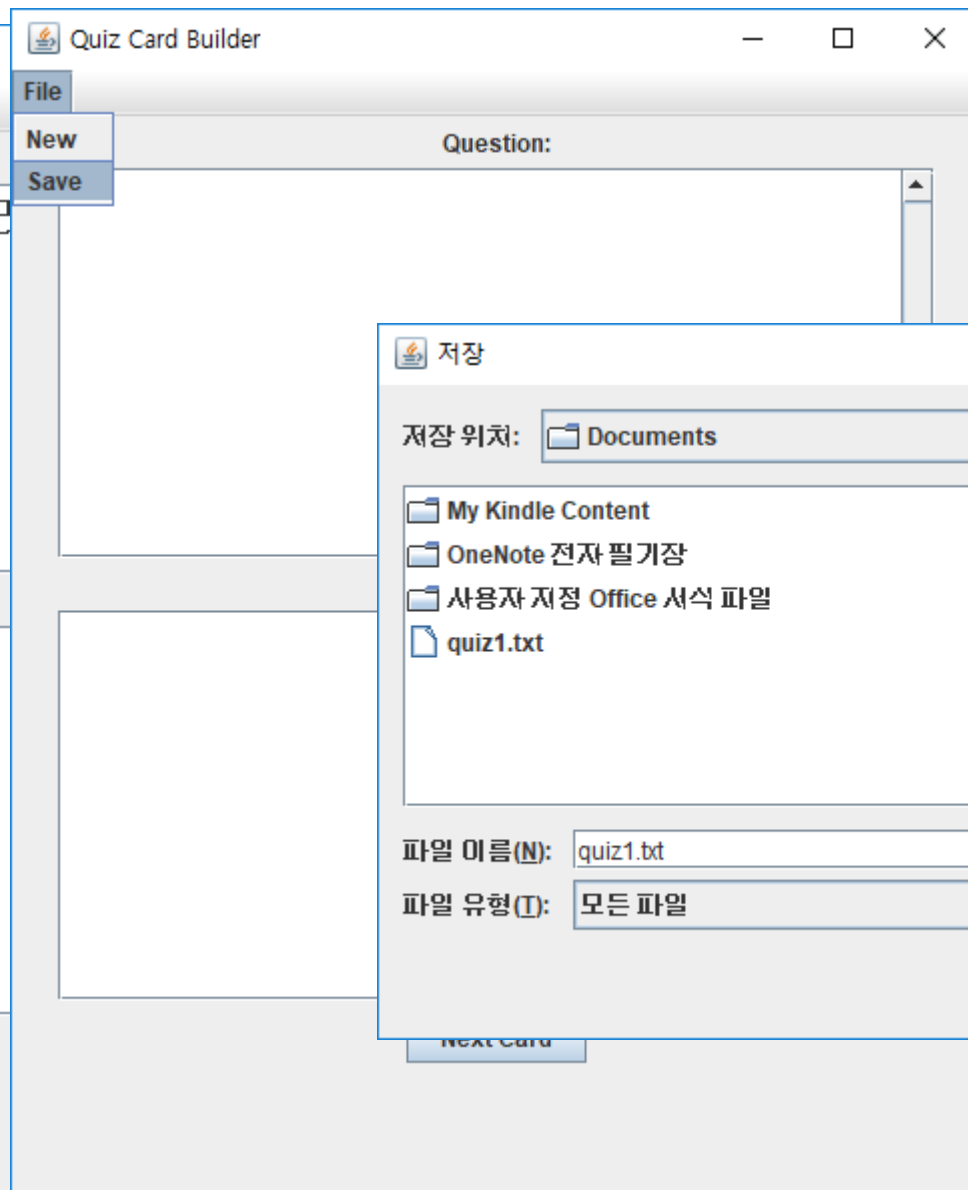 Quiz Card Builder
File
New
Save
Question:
저장
저장 위치: Documents
My Kindle Content
OneNote 전자 필기장
사용자 지정 Office 서식 파일
quiz1.txt
파일 이름(N): quiz1.txt
파일 유형(T): 모든 파일
Next Card